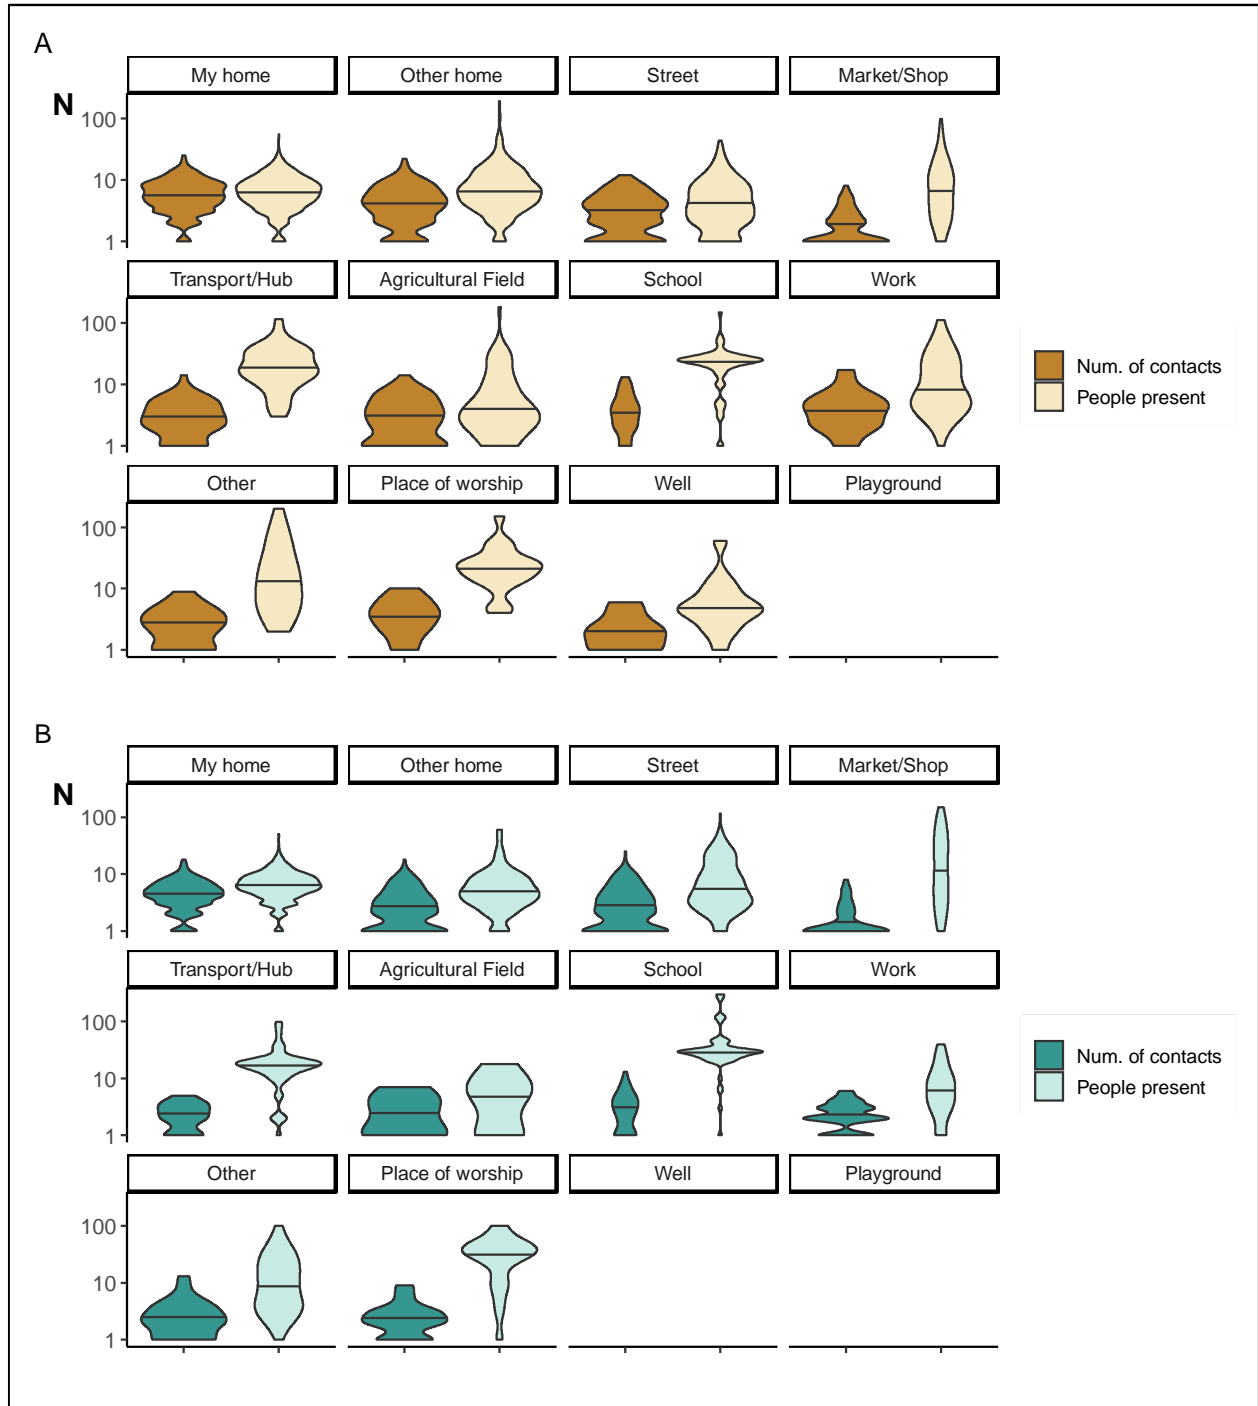 A
My home Other home Street Market/Shop
N
100
10
1
Transport/Hub Agricultural Field School Work
100
10
1
Num. of contacts
People present
Other Place of worship Well Playground
100
10
1
B
My home Other home Street Market/Shop
N
100
10
1
Transport/Hub Agricultural Field School Work
100
10
1
Num. of contacts
People present
Other Place of worship Well Playground
100
10
1